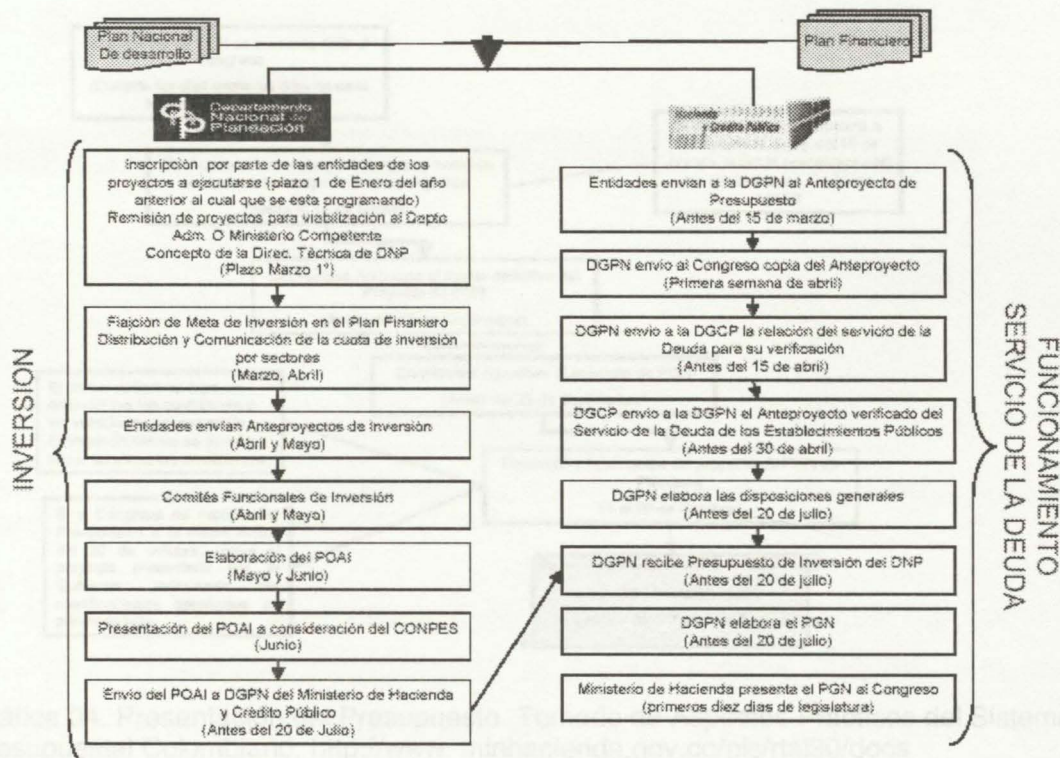 Plan Nacional
De desarrollo
Plan Financiero
Departamento
Nacional de
Planeación
Hacienda
y Crédito Público
INVERSION
Inscripción por parte de las entidades de los
proyectos a ejecutarse (plazo 1 de Enero del año
anterior al cual que se esta programando)
Remisión de proyectos para viabilización al Depto
Adm. O Ministerio Competente
Concepto de la Direc. Técnica de DNP
(Plazo Marzo 1°)
Fiajción de Meta de Inversión en el Plan Finaniero
Distribución y Comunicación de la cuota de inversión
por sectores
(Marzo, Abril)
Entidades envían Anteproyectos de Inversión
(Abril y Mayo)
Comités Funcionales de Inversión
(Abril y Mayo)
Elaboración del POAI
(Mayo y Junio)
Presentación del POAI a consideración del CONPES
(Junio)
Envío del POAI a DGPN del Ministerio de Hacienda
y Crédito Público
(Antes del 20 de Julio)
Entidades envían a la DGPN al Anteproyecto de
Presupuesto
(Antes del 15 de marzo)
DGPN envio al Congreso copia del Anteproyecto
(Primera semana de abril)
DGPN envio a la DGCP la relación del servicio de la
Deuda para su verificación
(Antes del 15 de abril)
DGCP envio a la DGPN el Anteproyecto verificado del
Servicio de la Deuda de los Establecimientos Públicos
(Antes del 30 de abril)
DGPN elabora las disposiciones generales
(Antes del 20 de julio)
DGPN recibe Presupuesto de Inversión del DNP
(Antes del 20 de julio)
DGPN elabora el PGN
(Antes del 20 de julio)
Ministerio de Hacienda presenta el PGN al Congreso
(primeros diez días de legislatura)
FUNCIONAMIENTO
SERVICIO DE LA DEUDA